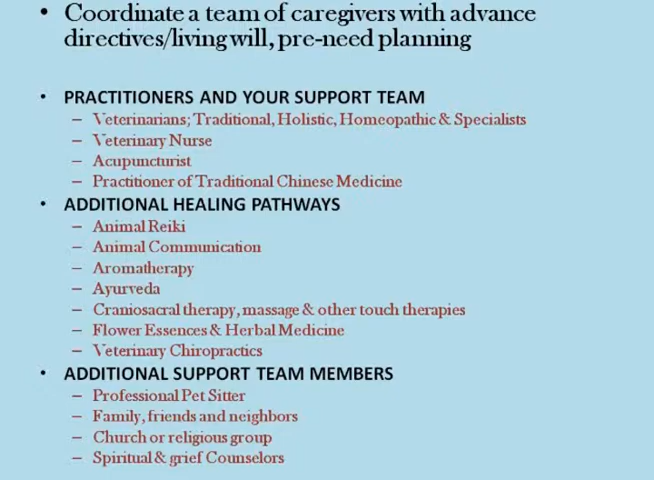 • Coordinate a team of caregivers with advance
directives/living will, pre-need planning
• PRACTITIONERS AND YOUR SUPPORT TEAM
– Veterinarians; Traditional, Holistic, Homeopathic & Specialists
– Veterinary Nurse
– Acupuncturist
– Practitioner of Traditional Chinese Medicine
• ADDITIONAL HEALING PATHWAYS
– Animal Reiki
– Animal Communication
– Aromatherapy
– Ayurveda
– Craniosacral therapy, massage & other touch therapies
– Flower Essences & Herbal Medicine
– Veterinary Chiropractics
• ADDITIONAL SUPPORT TEAM MEMBERS
– Professional Pet Sitter
– Family, friends and neighbors
– Church or religious group
– Spiritual & grief Counselors